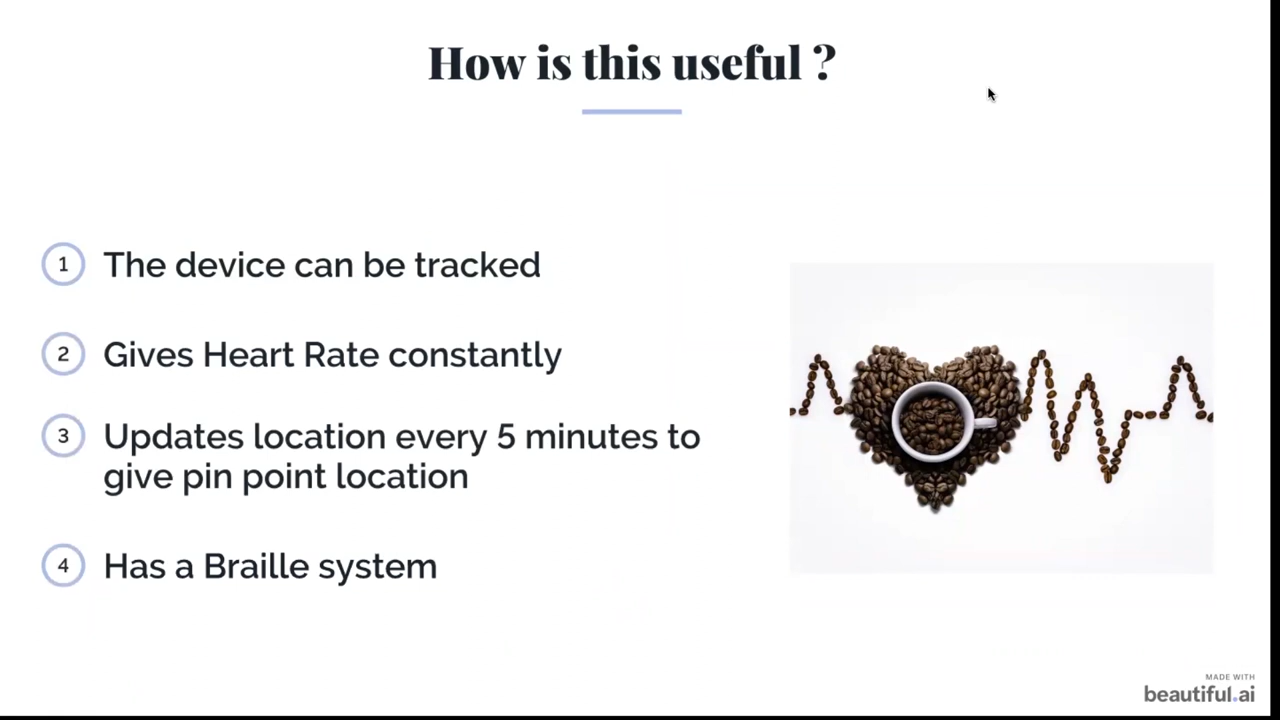 How is this useful ?
1 The device can be tracked
2 Gives Heart Rate constantly
3 Updates location every 5 minutes to
give pin point location
4 Has a Braille system
MADE WITH
beautiful.ai